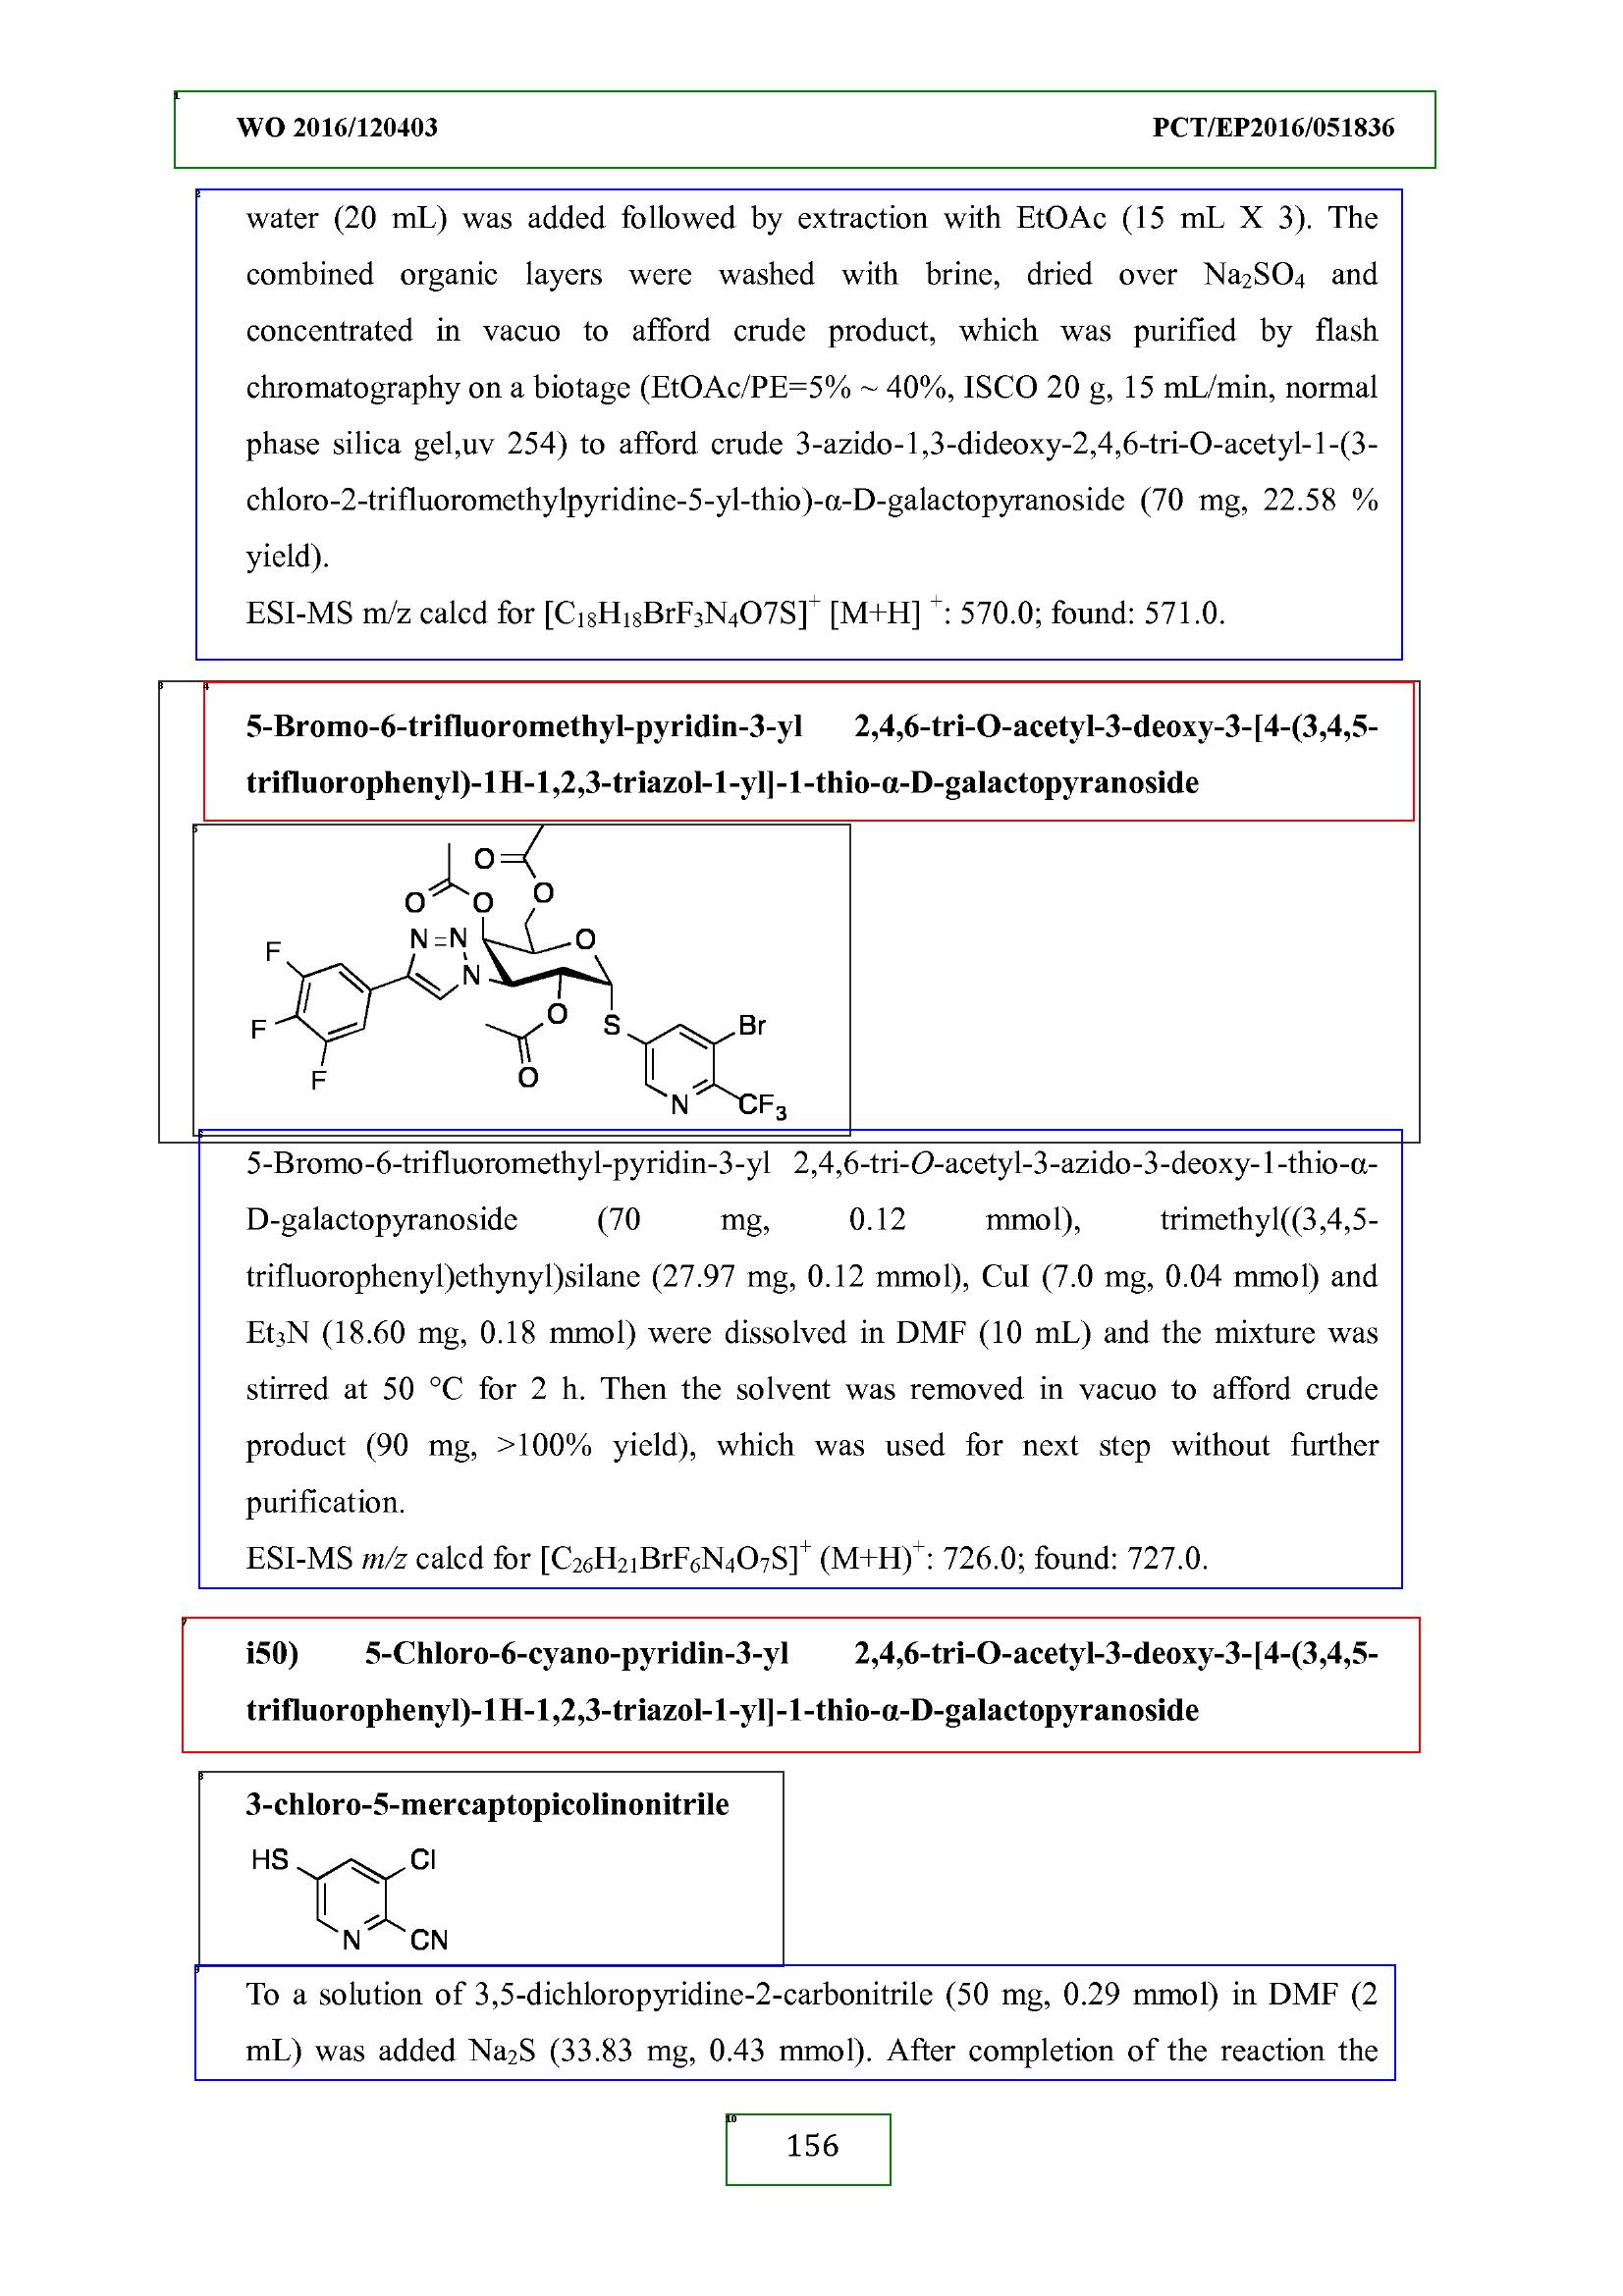 WO 2016/120403 PCT/EP2016/051836
water (20 mL) was added followed by extraction with EtOAc (15 mL X 3). The
combined organic layers were washed with brine, dried over Na₂SO₄ and
concentrated in vacuo to afford crude product, which was purified by flash
chromatography on a biotage (EtOAc/PE=5% ~ 40%, ISCO 20 g, 15 mL/min, normal
phase silica gel,uv 254) to afford crude 3-azido-1,3-dideoxy-2,4,6-tri-O-acetyl-1-(3-
chloro-2-trifluoromethylpyridine-5-yl-thio)-α-D-galactopyranoside (70 mg, 22.58 %
yield).
ESI-MS m/z calcd for [C₁₈H₁₈BrF₃N₄O7S]⁺ [M+H] ⁺: 570.0; found: 571.0.
5-Bromo-6-trifluoromethyl-pyridin-3-yl 2,4,6-tri-O-acetyl-3-deoxy-3-[4-(3,4,5-
trifluorophenyl)-1H-1,2,3-triazol-1-yl]-1-thio-α-D-galactopyranoside
O
O
O O
N=N O
F
N
F O S Br
F O
N CF₃
5-Bromo-6-trifluoromethyl-pyridin-3-yl 2,4,6-tri-O-acetyl-3-azido-3-deoxy-1-thio-α-
D-galactopyranoside (70 mg, 0.12 mmol), trimethyl((3,4,5-
trifluorophenyl)ethynyl)silane (27.97 mg, 0.12 mmol), CuI (7.0 mg, 0.04 mmol) and
Et₃N (18.60 mg, 0.18 mmol) were dissolved in DMF (10 mL) and the mixture was
stirred at 50 °C for 2 h. Then the solvent was removed in vacuo to afford crude
product (90 mg, >100% yield), which was used for next step without further
purification.
ESI-MS m/z calcd for [C₂₆H₂₁BrF₆N₄O₇S]⁺ (M+H)⁺: 726.0; found: 727.0.
i50) 5-Chloro-6-cyano-pyridin-3-yl 2,4,6-tri-O-acetyl-3-deoxy-3-[4-(3,4,5-
trifluorophenyl)-1H-1,2,3-triazol-1-yl]-1-thio-α-D-galactopyranoside
3-chloro-5-mercaptopicolinonitrile
HS Cl
N CN
To a solution of 3,5-dichloropyridine-2-carbonitrile (50 mg, 0.29 mmol) in DMF (2
mL) was added Na₂S (33.83 mg, 0.43 mmol). After completion of the reaction the
156